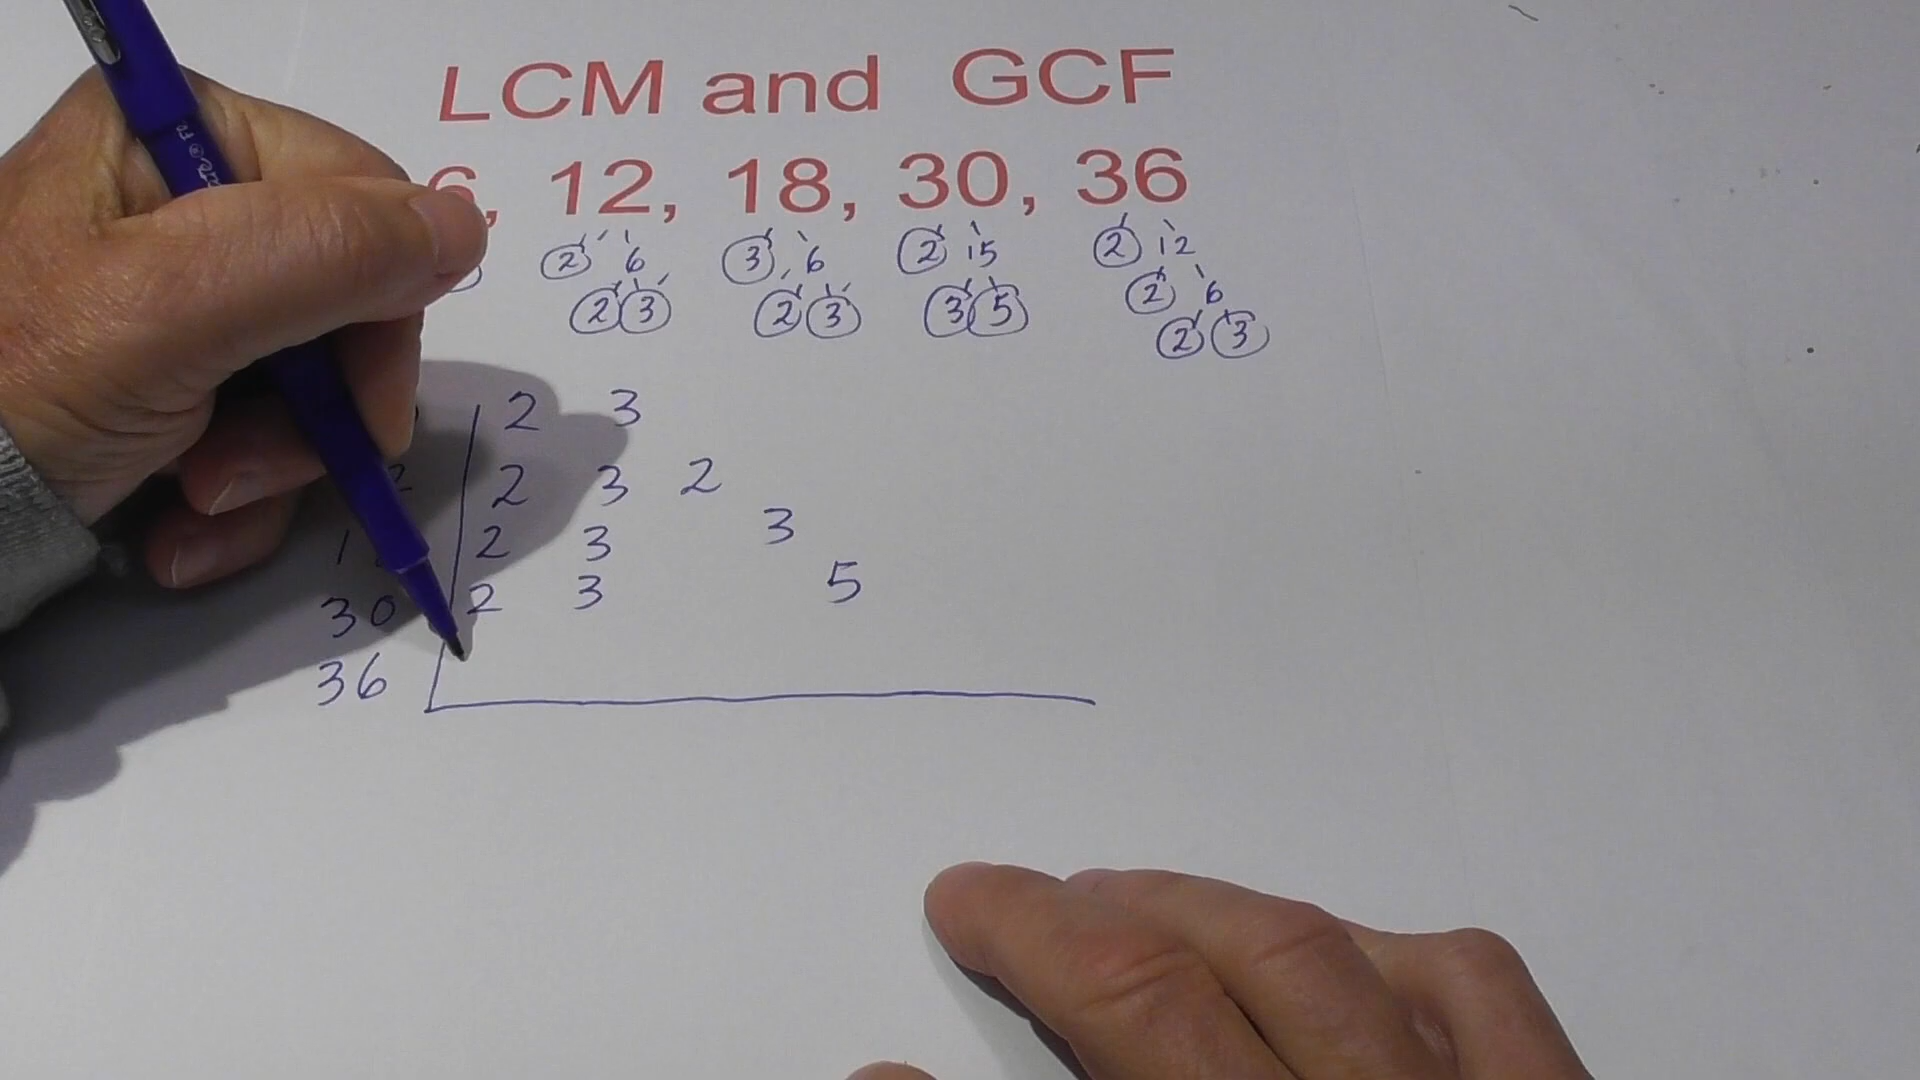 LCM and GCF
6, 12, 18, 30, 36
2 6 3 6 2 15 2 12
2 3 2 3 3 5 2 6
2 3
2 3
2 3 2
2 3 3
30 2 3 5
36